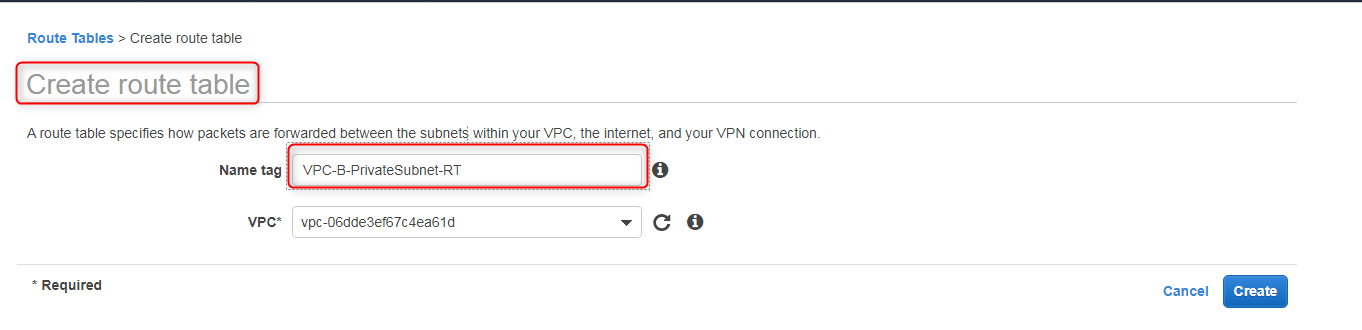 Route Tables > Create route table
Create route table
A route table specifies how packets are forwarded between the subnets within your VPC, the internet, and your VPN connection.
Name tag VPC-B-PrivateSubnet-RT
VPC* vpc-06dde3ef67c4ea61d
* Required
Cancel Create